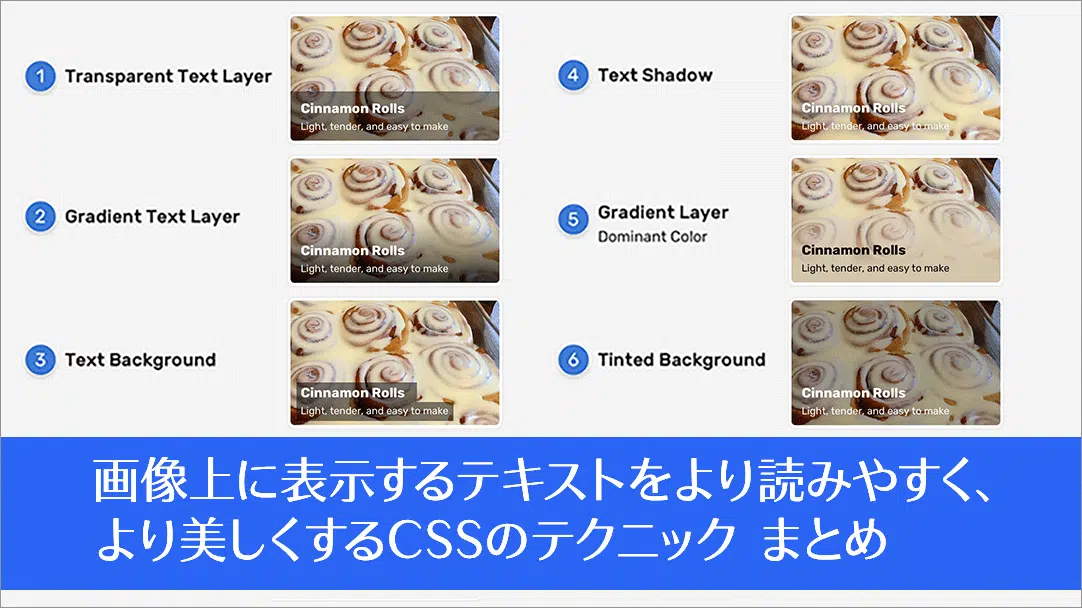 1 Transparent Text Layer
Cinnamon Rolls
Light, tender, and easy to make
2 Gradient Text Layer
Cinnamon Rolls
Light, tender, and easy to make
3 Text Background
Cinnamon Rolls
Light, tender, and easy to make
4 Text Shadow
Cinnamon Rolls
Light, tender, and easy to make
5 Gradient Layer
Dominant Color
Cinnamon Rolls
Light, tender, and easy to make
6 Tinted Background
Cinnamon Rolls
Light, tender, and easy to make
画像上に表示するテキストをより読みやすく、
より美しくするCSSのテクニック まとめ